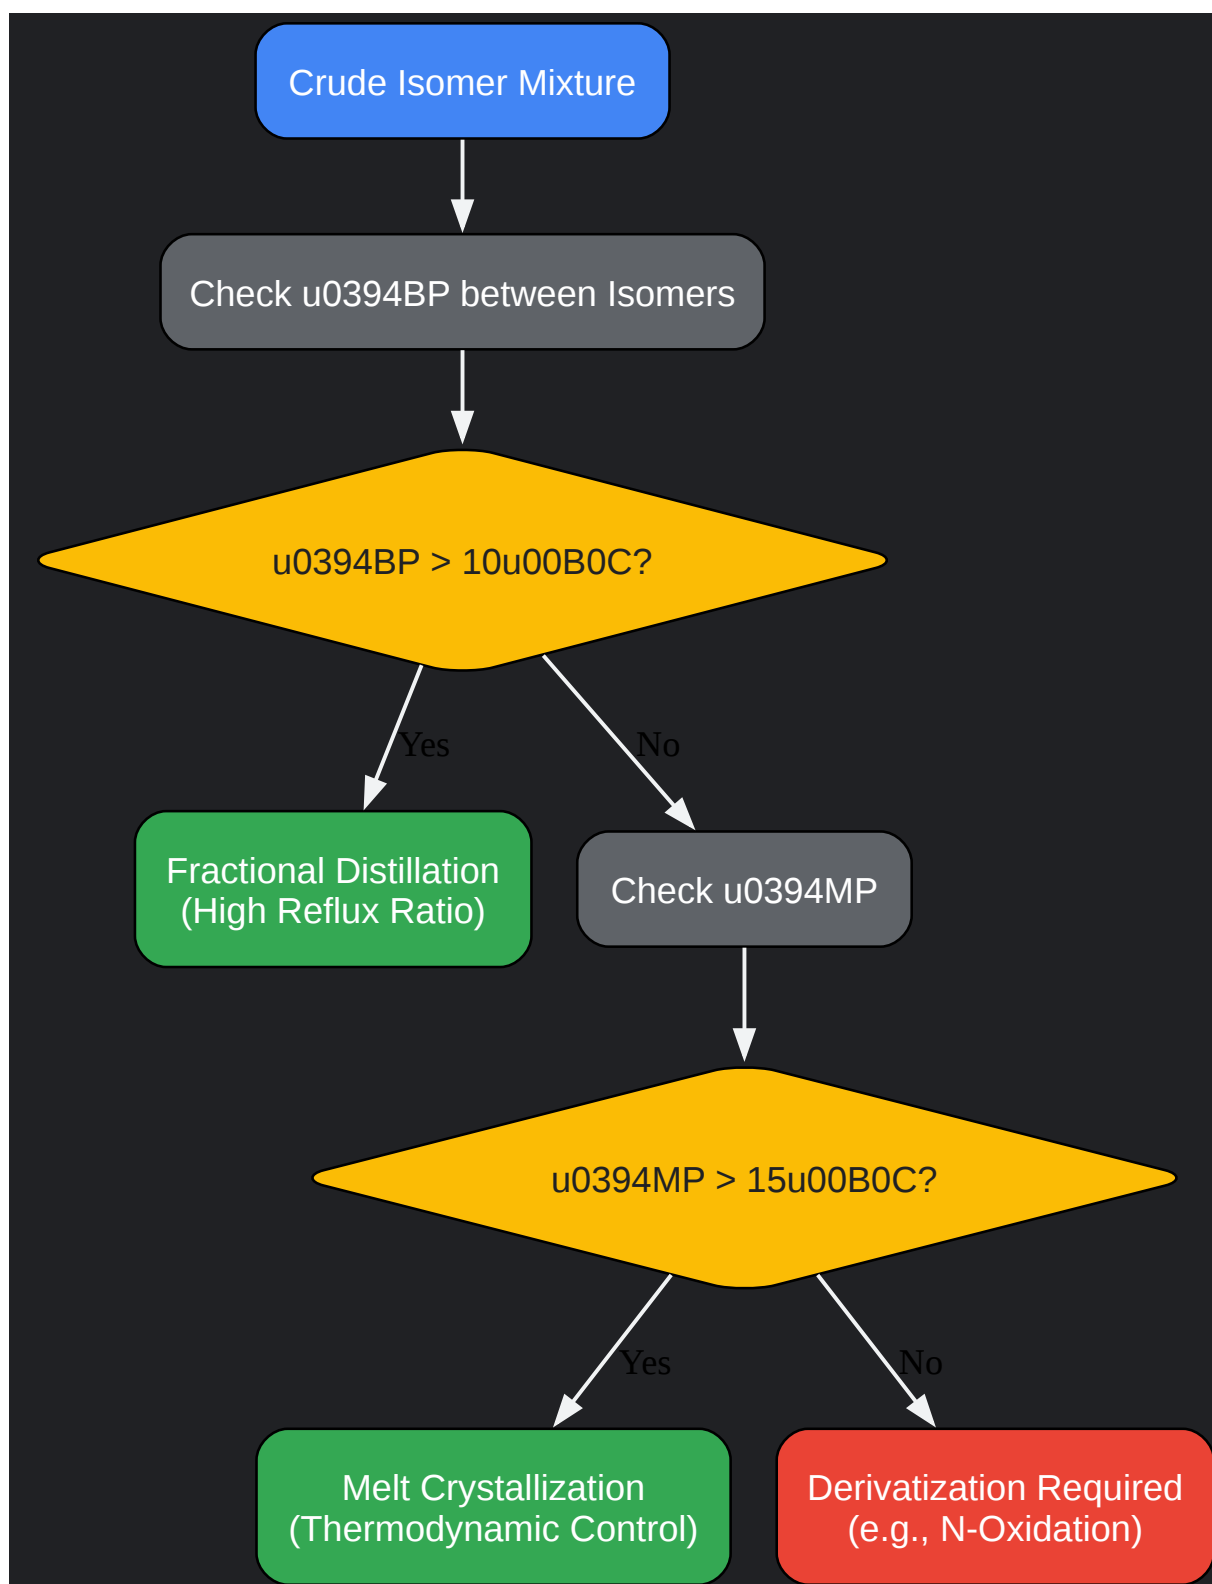 Crude Isomer Mixture
Check u0394BP between Isomers
u0394BP > 10u00B0C?
Yes
No
Fractional Distillation
(High Reflux Ratio)
Check u0394MP
u0394MP > 15u00B0C?
Yes
No
Melt Crystallization
(Thermodynamic Control)
Derivatization Required
(e.g., N-Oxidation)